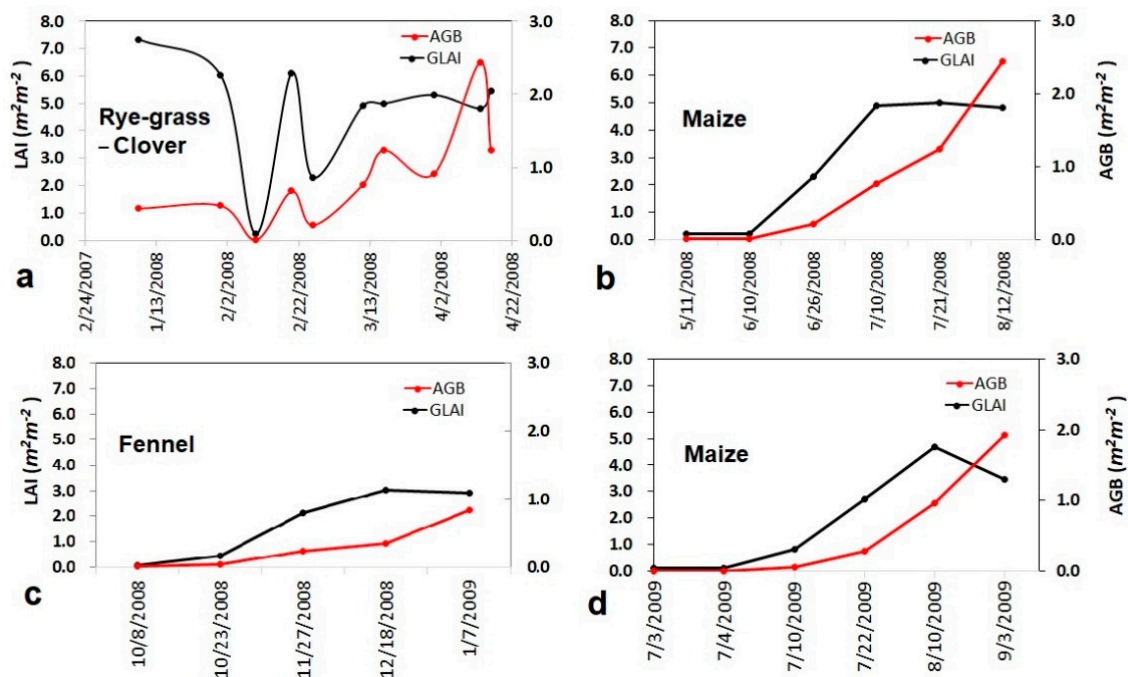 8.0 3.0
7.0
6.0
5.0 2.0
4.0
3.0 1.0
2.0
1.0
0.0 0.0
LAI (m²m⁻²)
AGB
GLAI
Rye-grass
– Clover
a
2/24/2007 1/13/2008 2/2/2008 2/22/2008 3/13/2008 4/2/2008 4/22/2008
8.0 3.0
7.0
6.0
5.0 2.0
4.0
3.0 1.0
2.0
1.0
0.0 0.0
AGB
GLAI
Maize
AGB (m²m⁻²)
b
5/11/2008 6/10/2008 6/26/2008 7/10/2008 7/21/2008 8/12/2008
8.0 3.0
7.0
6.0
5.0 2.0
4.0
3.0 1.0
2.0
1.0
0.0 0.0
LAI (m²m⁻²)
AGB
GLAI
Fennel
c
10/8/2008 10/23/2008 11/27/2008 12/18/2008 1/7/2009
8.0 3.0
7.0
6.0
5.0 2.0
4.0
3.0 1.0
2.0
1.0
0.0 0.0
AGB
GLAI
Maize
AGB (m²m⁻²)
d
7/3/2009 7/4/2009 7/10/2009 7/22/2009 8/10/2009 9/3/2009